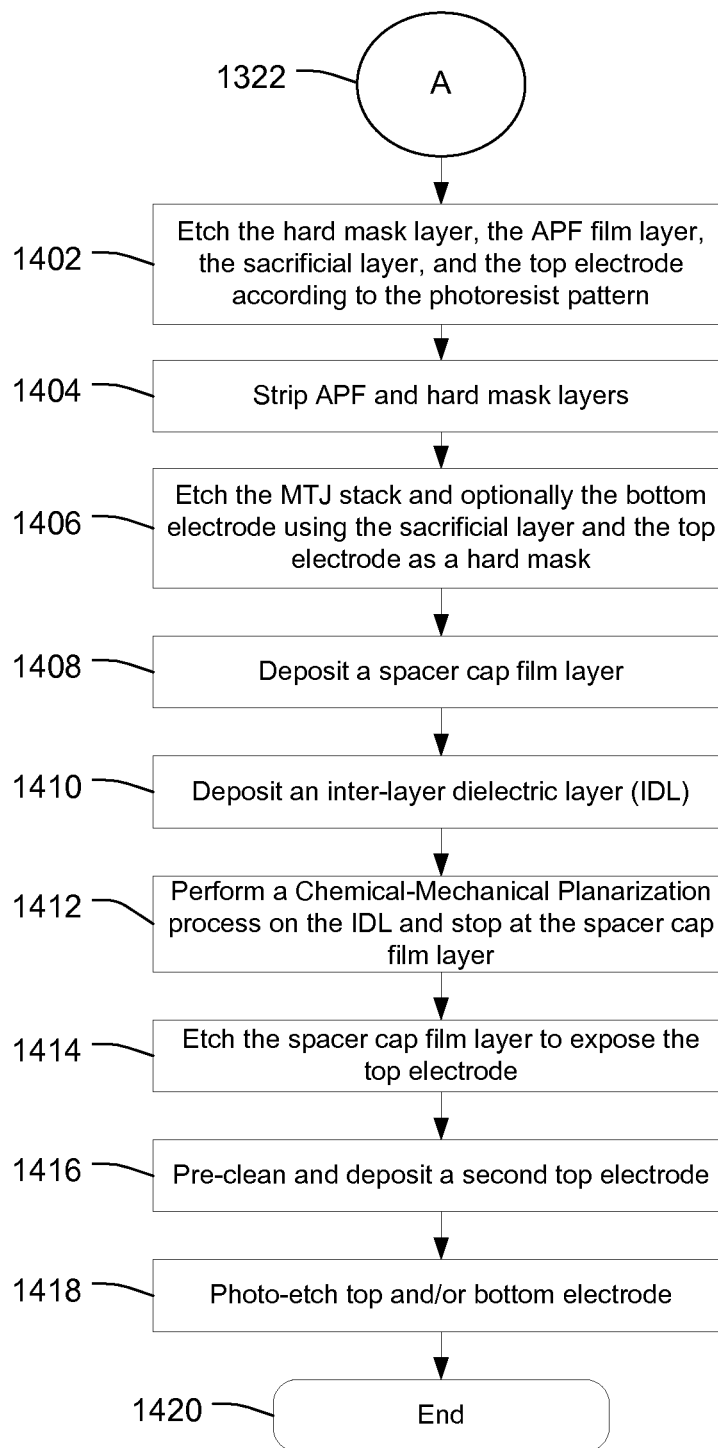 1322
A
1402
Etch the hard mask layer, the APF film layer,
the sacrificial layer, and the top electrode
according to the photoresist pattern
1404
Strip APF and hard mask layers
1406
Etch the MTJ stack and optionally the bottom
electrode using the sacrificial layer and the top
electrode as a hard mask
1408
Deposit a spacer cap film layer
1410
Deposit an inter-layer dielectric layer (IDL)
1412
Perform a Chemical-Mechanical Planarization
process on the IDL and stop at the spacer cap
film layer
1414
Etch the spacer cap film layer to expose the
top electrode
1416
Pre-clean and deposit a second top electrode
1418
Photo-etch top and/or bottom electrode
1420
End